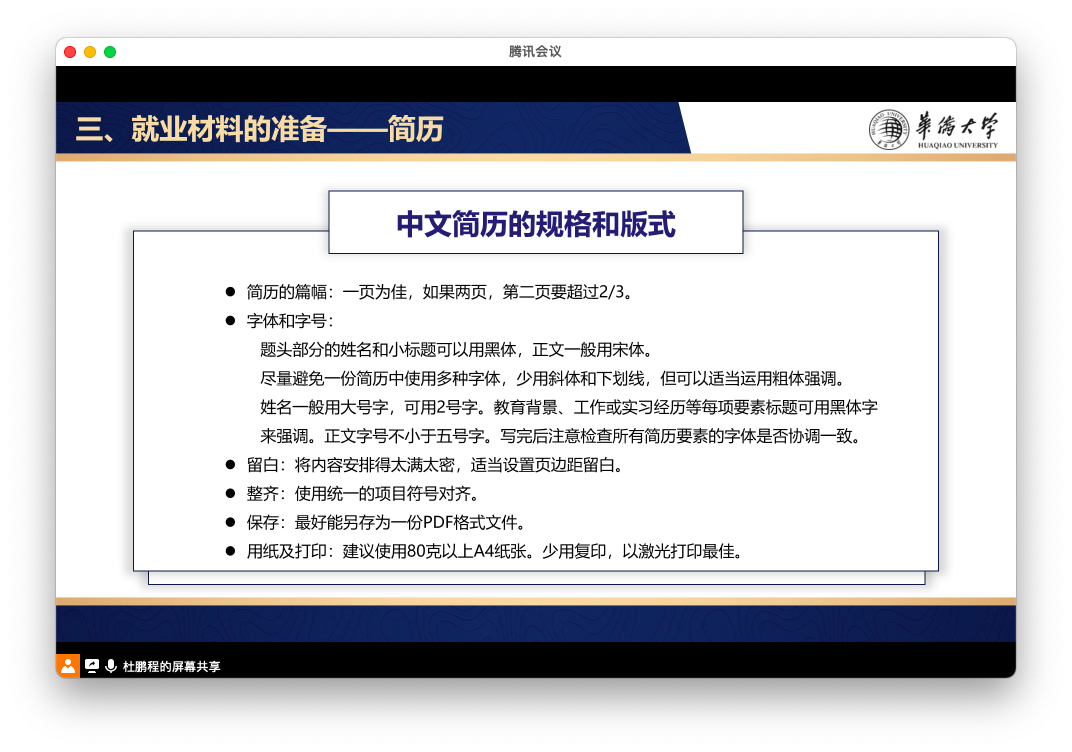 腾讯会议
三、就业材料的准备——简历
華僑大学
HUAQIAO UNIVERSITY
中文简历的规格和版式
● 简历的篇幅：一页为佳，如果两页，第二页要超过2/3。
● 字体和字号：
题头部分的姓名和小标题可以用黑体，正文一般用宋体。
尽量避免一份简历中使用多种字体，少用斜体和下划线，但可以适当运用粗体强调。
姓名一般用大号字，可用2号字。教育背景、工作或实习经历等每项要素标题可用黑体字
来强调。正文字号不小于五号字。写完后注意检查所有简历要素的字体是否协调一致。
● 留白：将内容安排得太满太密，适当设置页边距留白。
● 整齐：使用统一的项目符号对齐。
● 保存：最好能另存为一份PDF格式文件。
● 用纸及打印：建议使用80克以上A4纸张。少用复印，以激光打印最佳。
杜鹏程的屏幕共享